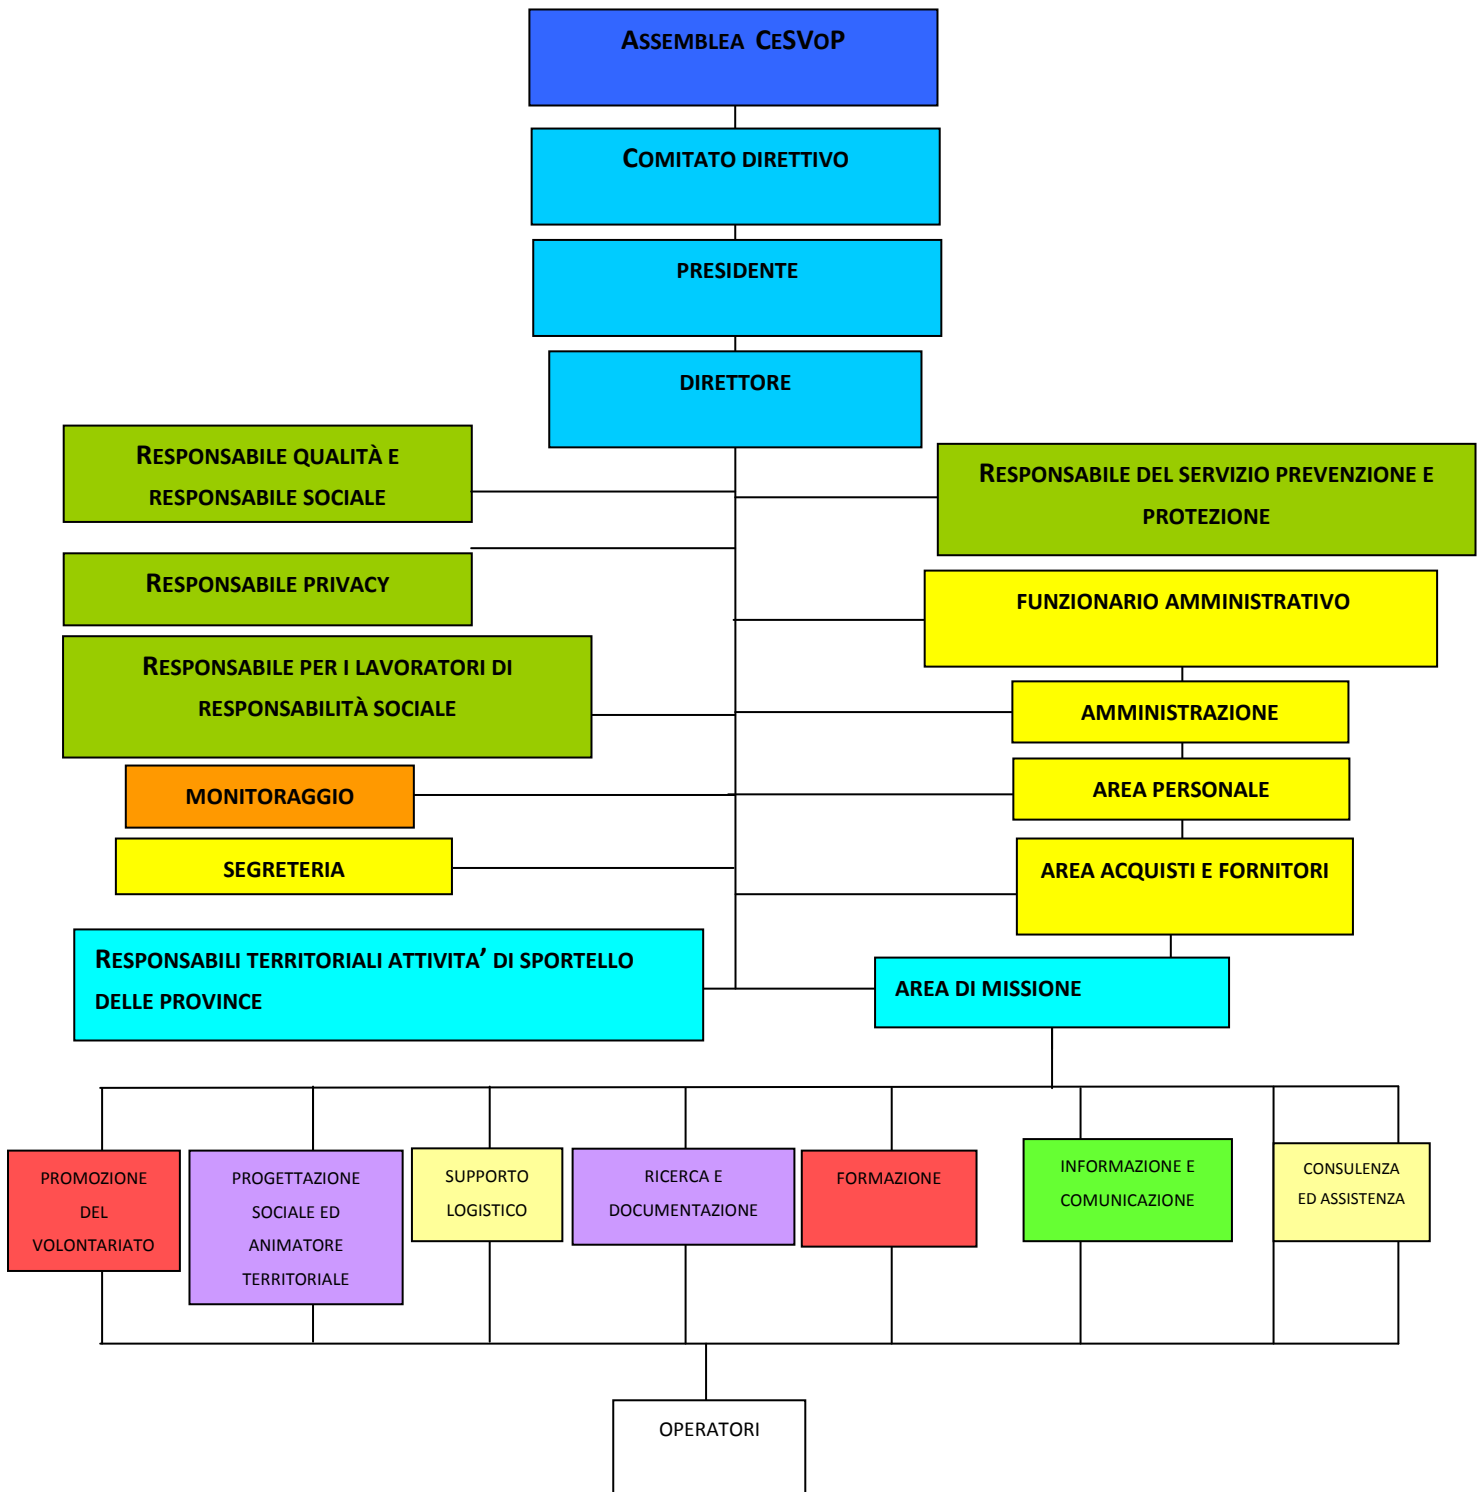 ASSEMBLEA CESVOP
COMITATO DIRETTIVO
PRESIDENTE
DIRETTORE
RESPONSABILE QUALITÀ E
RESPONSABILE SOCIALE
RESPONSABILE DEL SERVIZIO PREVENZIONE E
PROTEZIONE
RESPONSABILE PRIVACY
FUNZIONARIO AMMINISTRATIVO
RESPONSABILE PER I LAVORATORI DI
RESPONSABILITÀ SOCIALE
AMMINISTRAZIONE
MONITORAGGIO
AREA PERSONALE
SEGRETERIA
AREA ACQUISTI E FORNITORI
RESPONSABILI TERRITORIALI ATTIVITA’ DI SPORTELLO
DELLE PROVINCE
AREA DI MISSIONE
PROMOZIONE
DEL
VOLONTARIATO
PROGETTAZIONE
SOCIALE ED
ANIMATORE
TERRITORIALE
SUPPORTO
LOGISTICO
RICERCA E
DOCUMENTAZIONE
FORMAZIONE
INFORMAZIONE E
COMUNICAZIONE
CONSULENZA
ED ASSISTENZA
OPERATORI